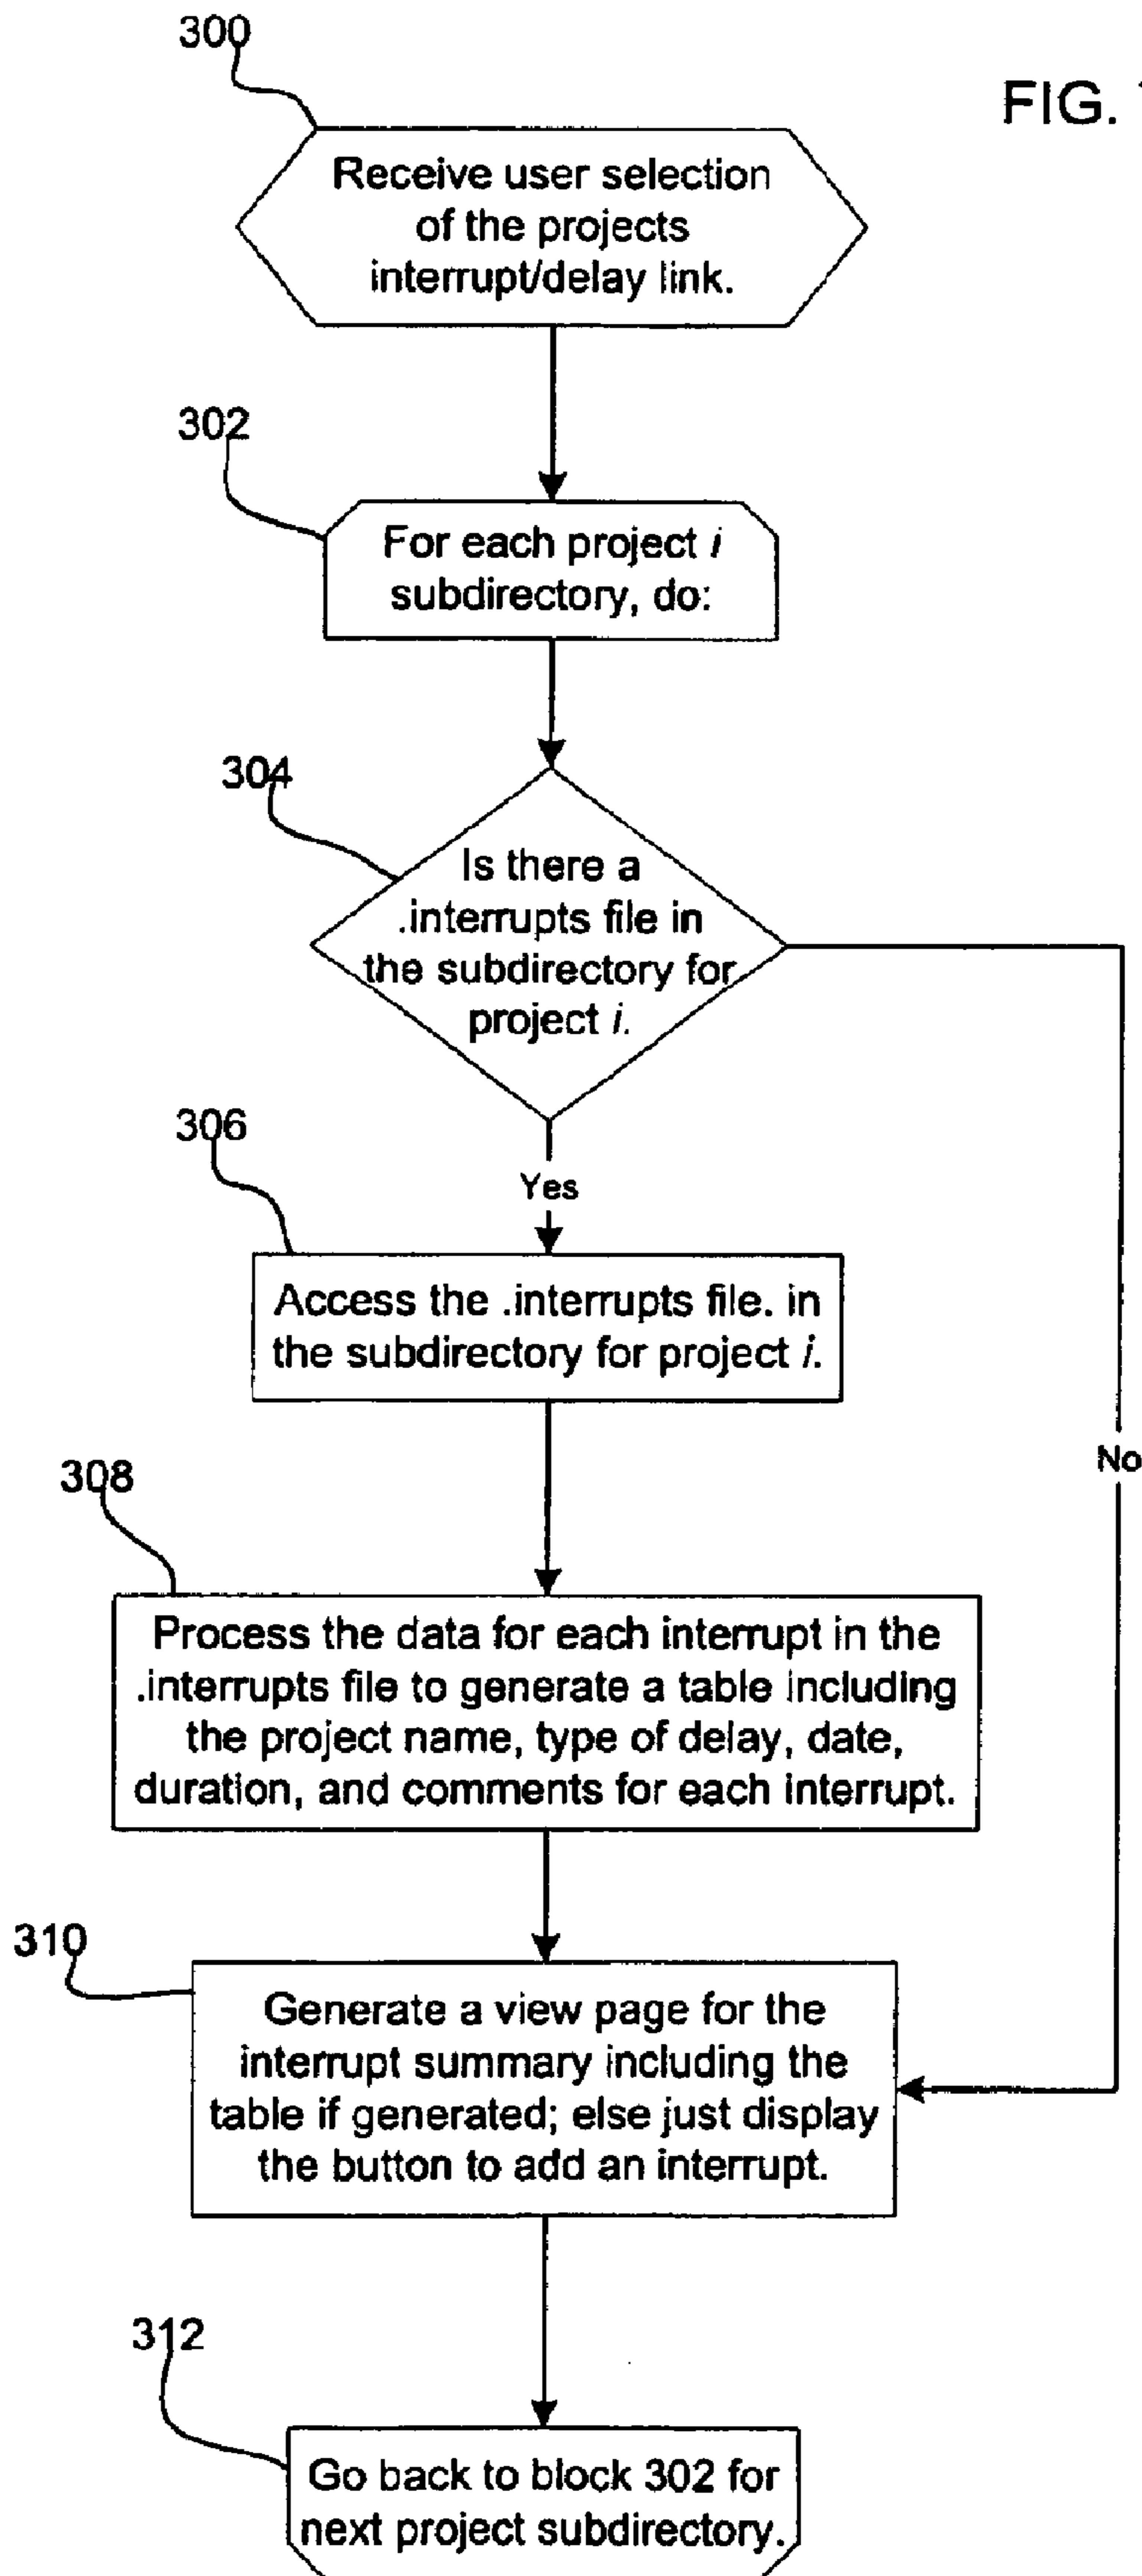 300
FIG.
Receive user selection
of the projects
interrupt/delay link.
302
For each project i
subdirectory, do:
304
Is there a
.interrupts file in
the subdirectory for
project i.
306
Yes
Access the .interrupts file. in
the subdirectory for project i.
No
308
Process the data for each interrupt in the
.interrupts file to generate a table including
the project name, type of delay, date,
duration, and comments for each interrupt.
310
Generate a view page for the
interrupt summary including the
table if generated; else just display
the button to add an interrupt.
312
Go back to block 302 for
next project subdirectory.